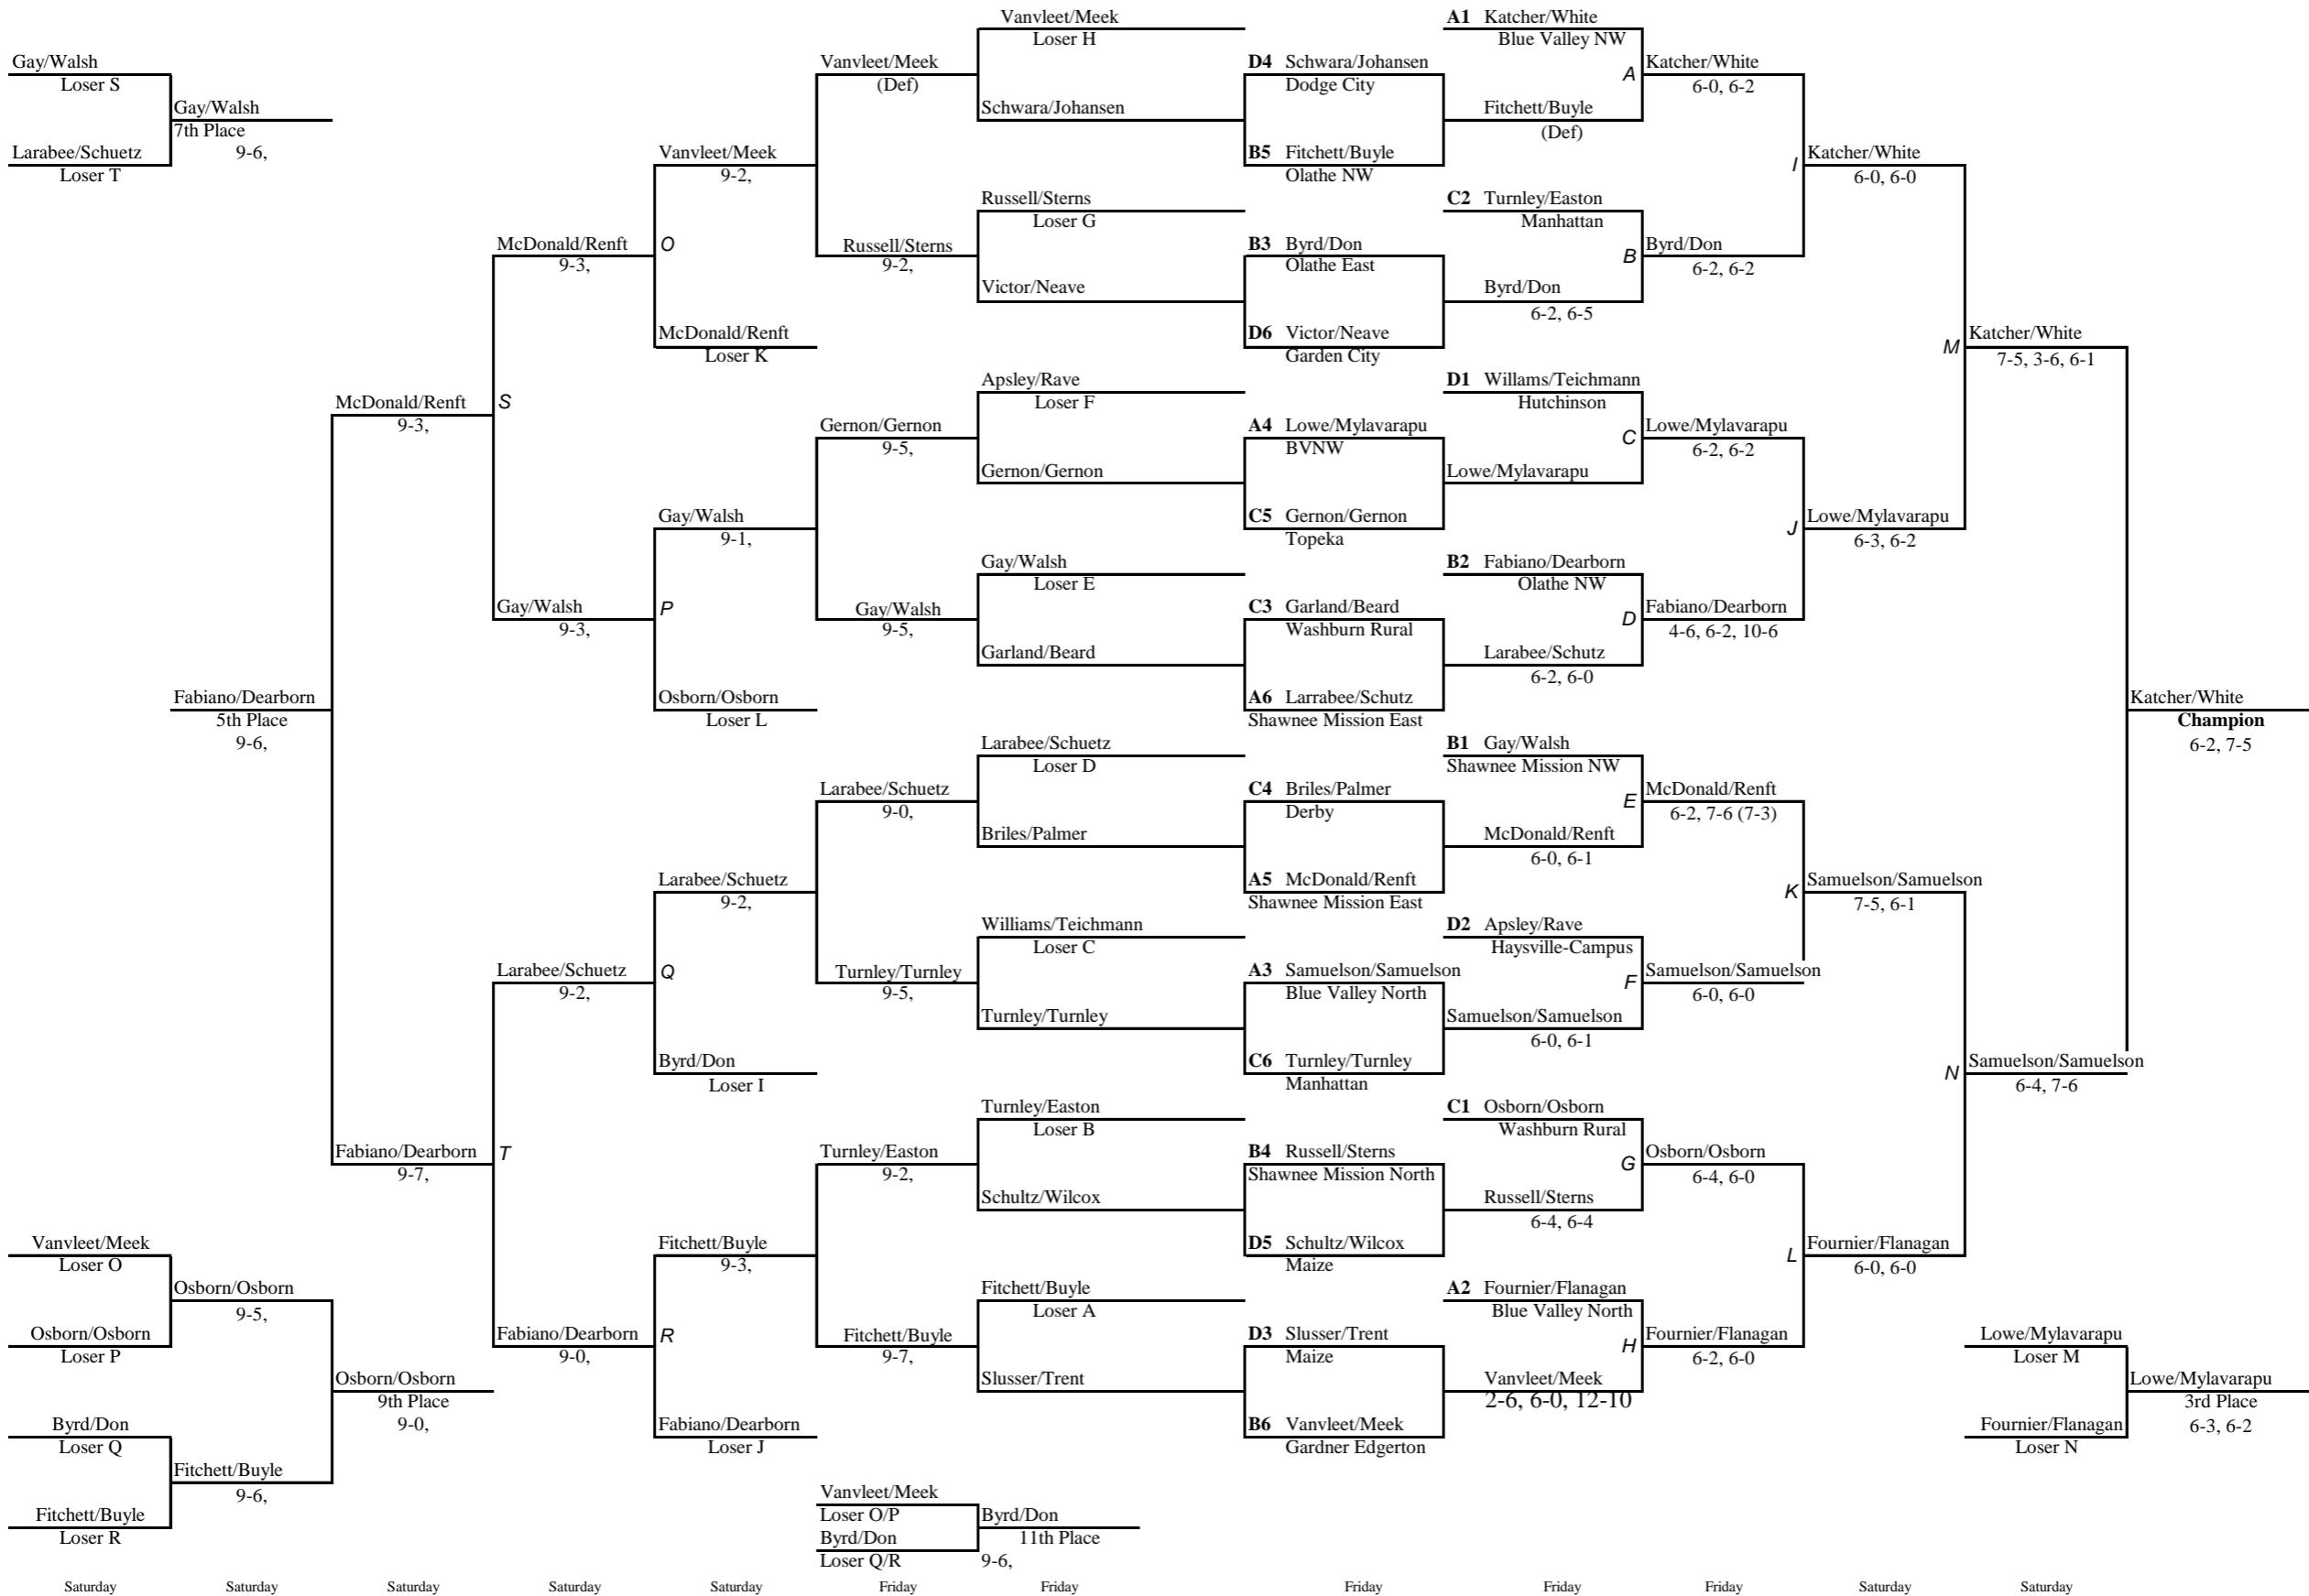 Gay/Walsh
Loser S
Gay/Walsh
7th Place
9-6,
Larabee/Schuetz
Loser T
Fabiano/Dearborn
5th Place
9-6,
Vanvleet/Meek
Loser O
Osborn/Osborn
9-5,
Osborn/Osborn
Loser P
Osborn/Osborn
9th Place
9-0,
Byrd/Don
Loser Q
Fitchett/Buyle
9-6,
Fitchett/Buyle
Loser R
McDonald/Renft
9-3,
Fabiano/Dearborn
9-7,
McDonald/Renft
9-3,
S
Gay/Walsh
9-3,
Larabee/Schuetz
9-2,
T
Fabiano/Dearborn
9-0,
Vanvleet/Meek
9-2,
O
McDonald/Renft
Loser K
Gay/Walsh
9-1,
P
Osborn/Osborn
Loser L
Larabee/Schuetz
9-2,
Q
Byrd/Don
Loser I
Fitchett/Buyle
9-3,
R
Fabiano/Dearborn
Loser J
Vanvleet/Meek
(Def)
Russell/Sterns
9-2,
Gernon/Gernon
9-5,
Gay/Walsh
9-5,
Larabee/Schuetz
9-0,
Turnley/Turnley
9-5,
Turnley/Easton
9-2,
Fitchett/Buyle
9-7,
Vanvleet/Meek
Loser O/P
Byrd/Don
Loser Q/R
Byrd/Don
11th Place
9-6,
Vanvleet/Meek
Loser H
Schwara/Johansen
Russell/Sterns
Loser G
Victor/Neave
Apsley/Rave
Loser F
Gernon/Gernon
Gay/Walsh
Loser E
Garland/Beard
Larabee/Schuetz
Loser D
Briles/Palmer
Williams/Teichmann
Loser C
Turnley/Turnley
Turnley/Easton
Loser B
Schultz/Wilcox
Fitchett/Buyle
Loser A
Slusser/Trent
D4 Schwara/Johansen
Dodge City
B5 Fitchett/Buyle
Olathe NW
B3 Byrd/Don
Olathe East
D6 Victor/Neave
Garden City
A4 Lowe/Mylavarapu
BVNW
C5 Gernon/Gernon
Topeka
C3 Garland/Beard
Washburn Rural
A6 Larrabee/Schutz
Shawnee Mission East
C4 Briles/Palmer
Derby
A5 McDonald/Renft
Shawnee Mission East
A3 Samuelson/Samuelson
Blue Valley North
C6 Turnley/Turnley
Manhattan
B4 Russell/Sterns
Shawnee Mission North
D5 Schultz/Wilcox
Maize
D3 Slusser/Trent
Maize
B6 Vanvleet/Meek
Gardner Edgerton
A1 Katcher/White
Blue Valley NW
A
Fitchett/Buyle
(Def)
C2 Turnley/Easton
Manhattan
B
Byrd/Don
6-2, 6-5
D1 Willams/Teichmann
Hutchinson
C
Lowe/Mylavarapu
B2 Fabiano/Dearborn
Olathe NW
D
Larabee/Schutz
6-2, 6-0
B1 Gay/Walsh
Shawnee Mission NW
E
McDonald/Renft
6-0, 6-1
D2 Apsley/Rave
Haysville-Campus
F
Samuelson/Samuelson
6-0, 6-1
C1 Osborn/Osborn
Washburn Rural
G
Russell/Sterns
6-4, 6-4
A2 Fournier/Flanagan
Blue Valley North
H
Vanvleet/Meek
2-6, 6-0, 12-10
Katcher/White
6-0, 6-2
I
Byrd/Don
6-2, 6-2
Lowe/Mylavarapu
6-2, 6-2
J
Fabiano/Dearborn
4-6, 6-2, 10-6
McDonald/Renft
6-2, 7-6 (7-3)
K
Samuelson/Samuelson
6-0, 6-0
Osborn/Osborn
6-4, 6-0
L
Fournier/Flanagan
6-2, 6-0
Katcher/White
6-0, 6-0
M
Lowe/Mylavarapu
6-3, 6-2
Samuelson/Samuelson
7-5, 6-1
N
Fournier/Flanagan
6-0, 6-0
Katcher/White
7-5, 3-6, 6-1
Samuelson/Samuelson
6-4, 7-6
Katcher/White
Champion
6-2, 7-5
Lowe/Mylavarapu
Loser M
Lowe/Mylavarapu
3rd Place
6-3, 6-2
Fournier/Flanagan
Loser N
Saturday Saturday Saturday Saturday Saturday Friday Friday Friday Friday Friday Saturday Saturday